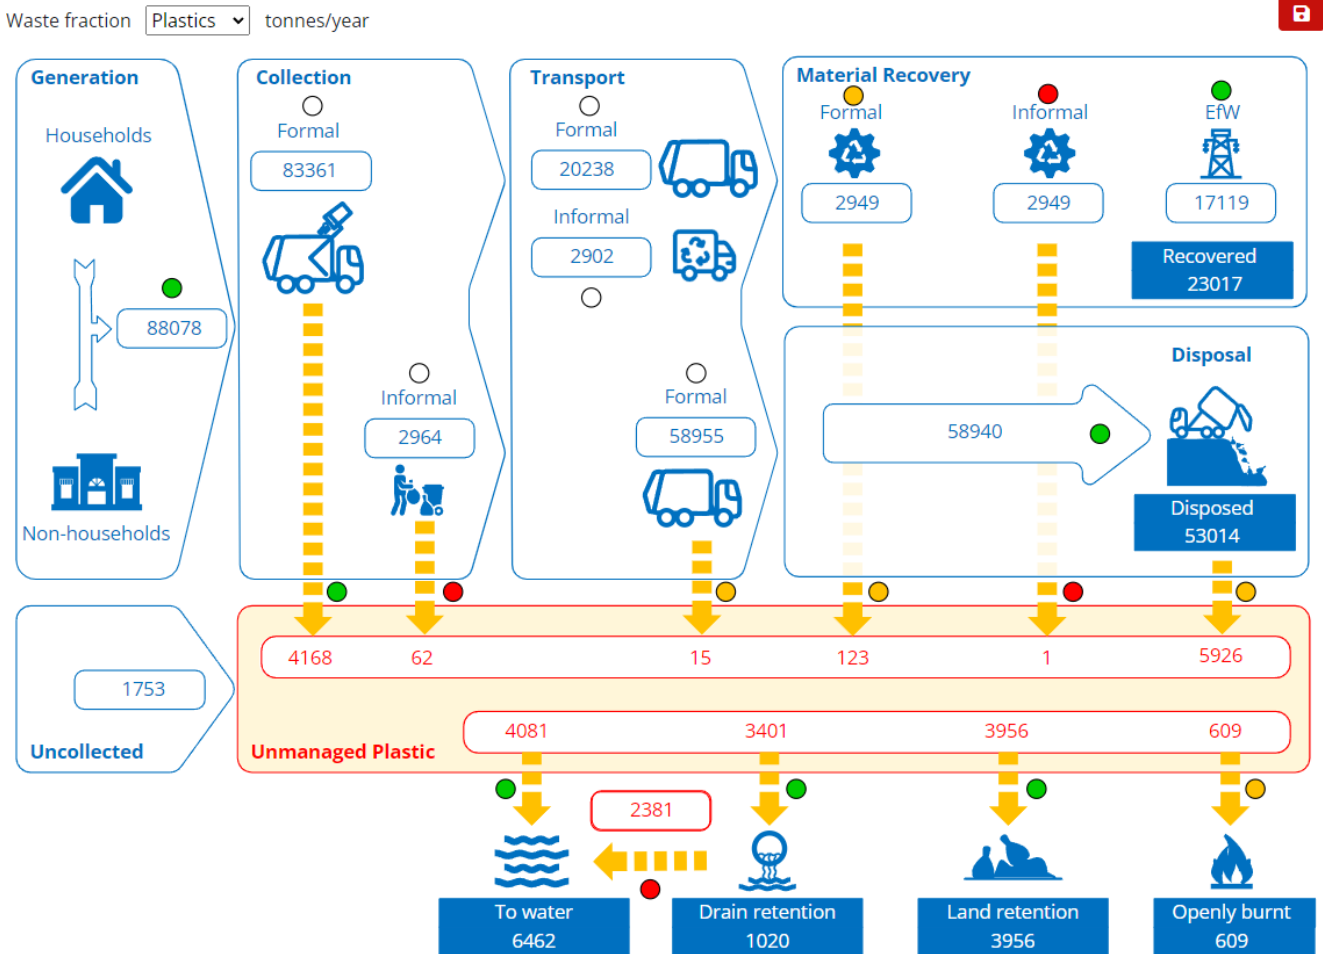 Waste fraction Plastics tonnes/year
Generation
Households
88078
Non-households
Collection
Formal
83361
Informal
2964
Transport
Formal
20238
Informal
2902
Formal
58955
Material Recovery
Formal
2949
Informal
2949
EfW
17119
Recovered
23017
Disposal
58940
Disposed
53014
1753
Uncollected
4168 62 15 123 1 5926
4081 3401 3956 609
Unmanaged Plastic
2381
To water
6462
Drain retention
1020
Land retention
3956
Openly burnt
609